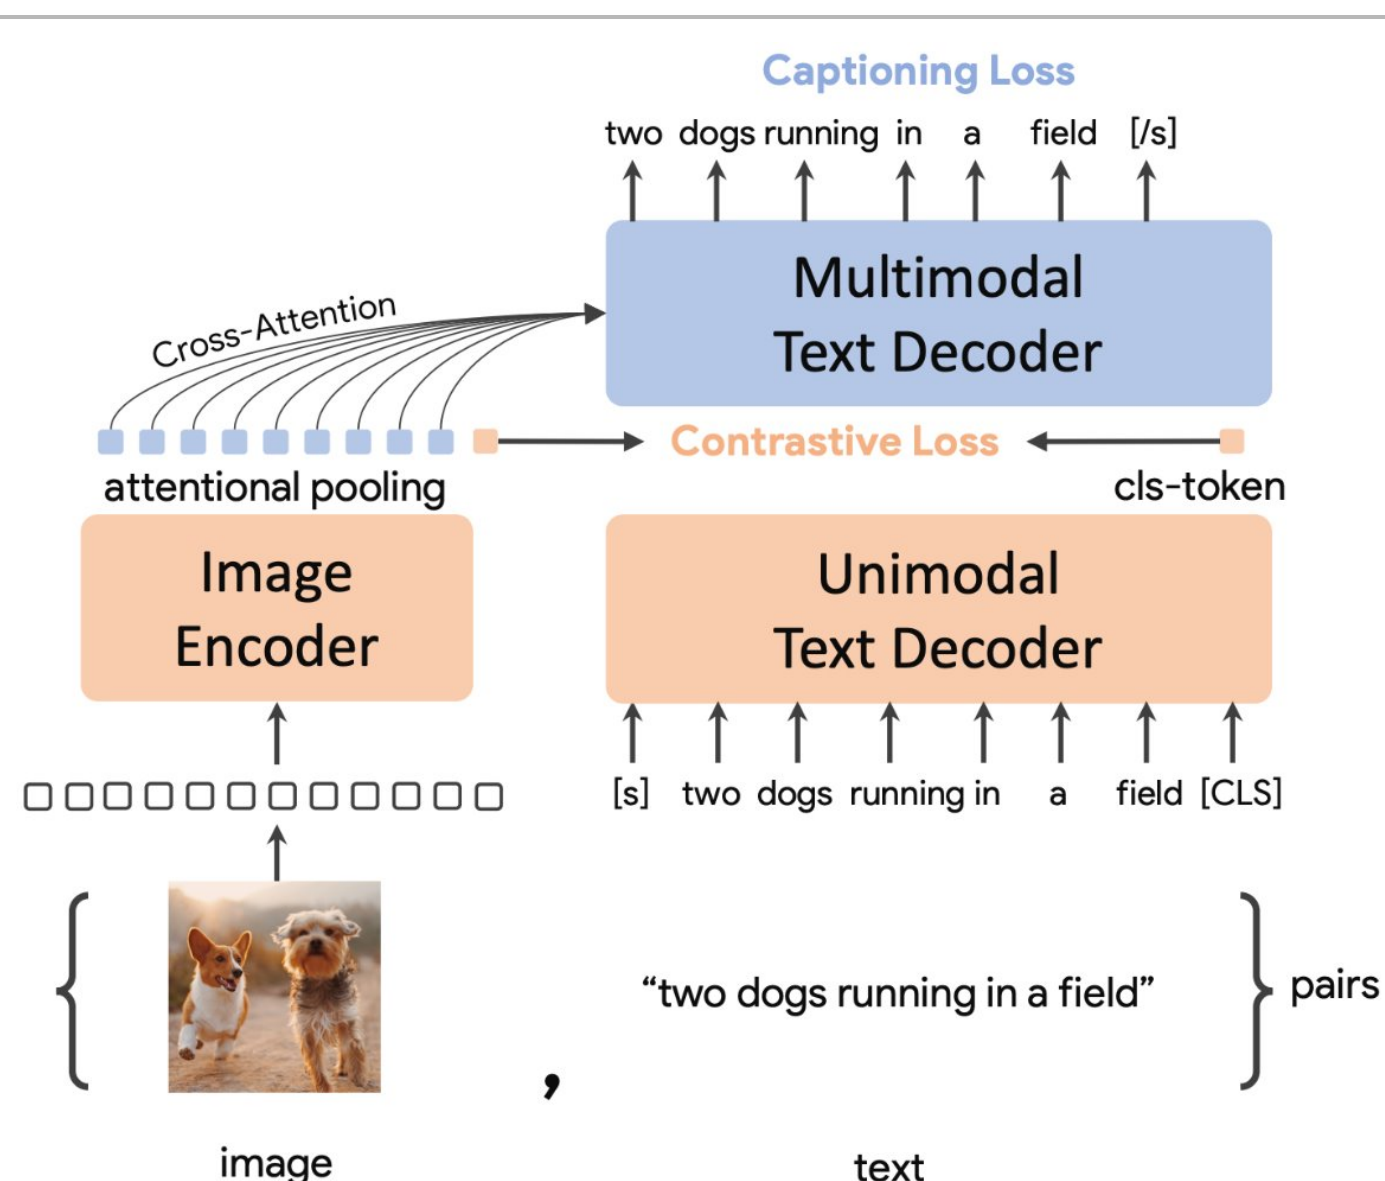 Captioning Loss
two dogs running in a field [/s]
Multimodal
Text Decoder
Cross-Attention
Contrastive Loss
attentional pooling
cls-token
Image
Encoder
Unimodal
Text Decoder
[s] two dogs running in a field [CLS]
“two dogs running in a field”
pairs
,
image
text